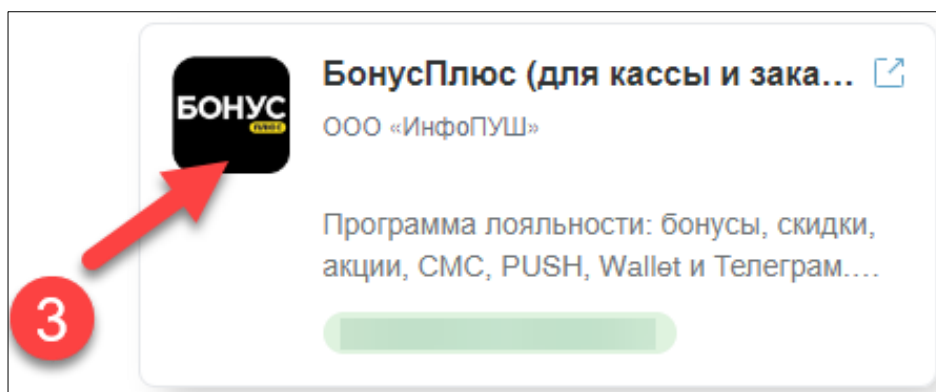 БонусПлюс (для кассы и зака...
БОНУС
плюс
ООО «ИнфоПУШ»
Программа лояльности: бонусы, скидки,
акции, СМС, PUSH, Wallet и Телеграм....
3